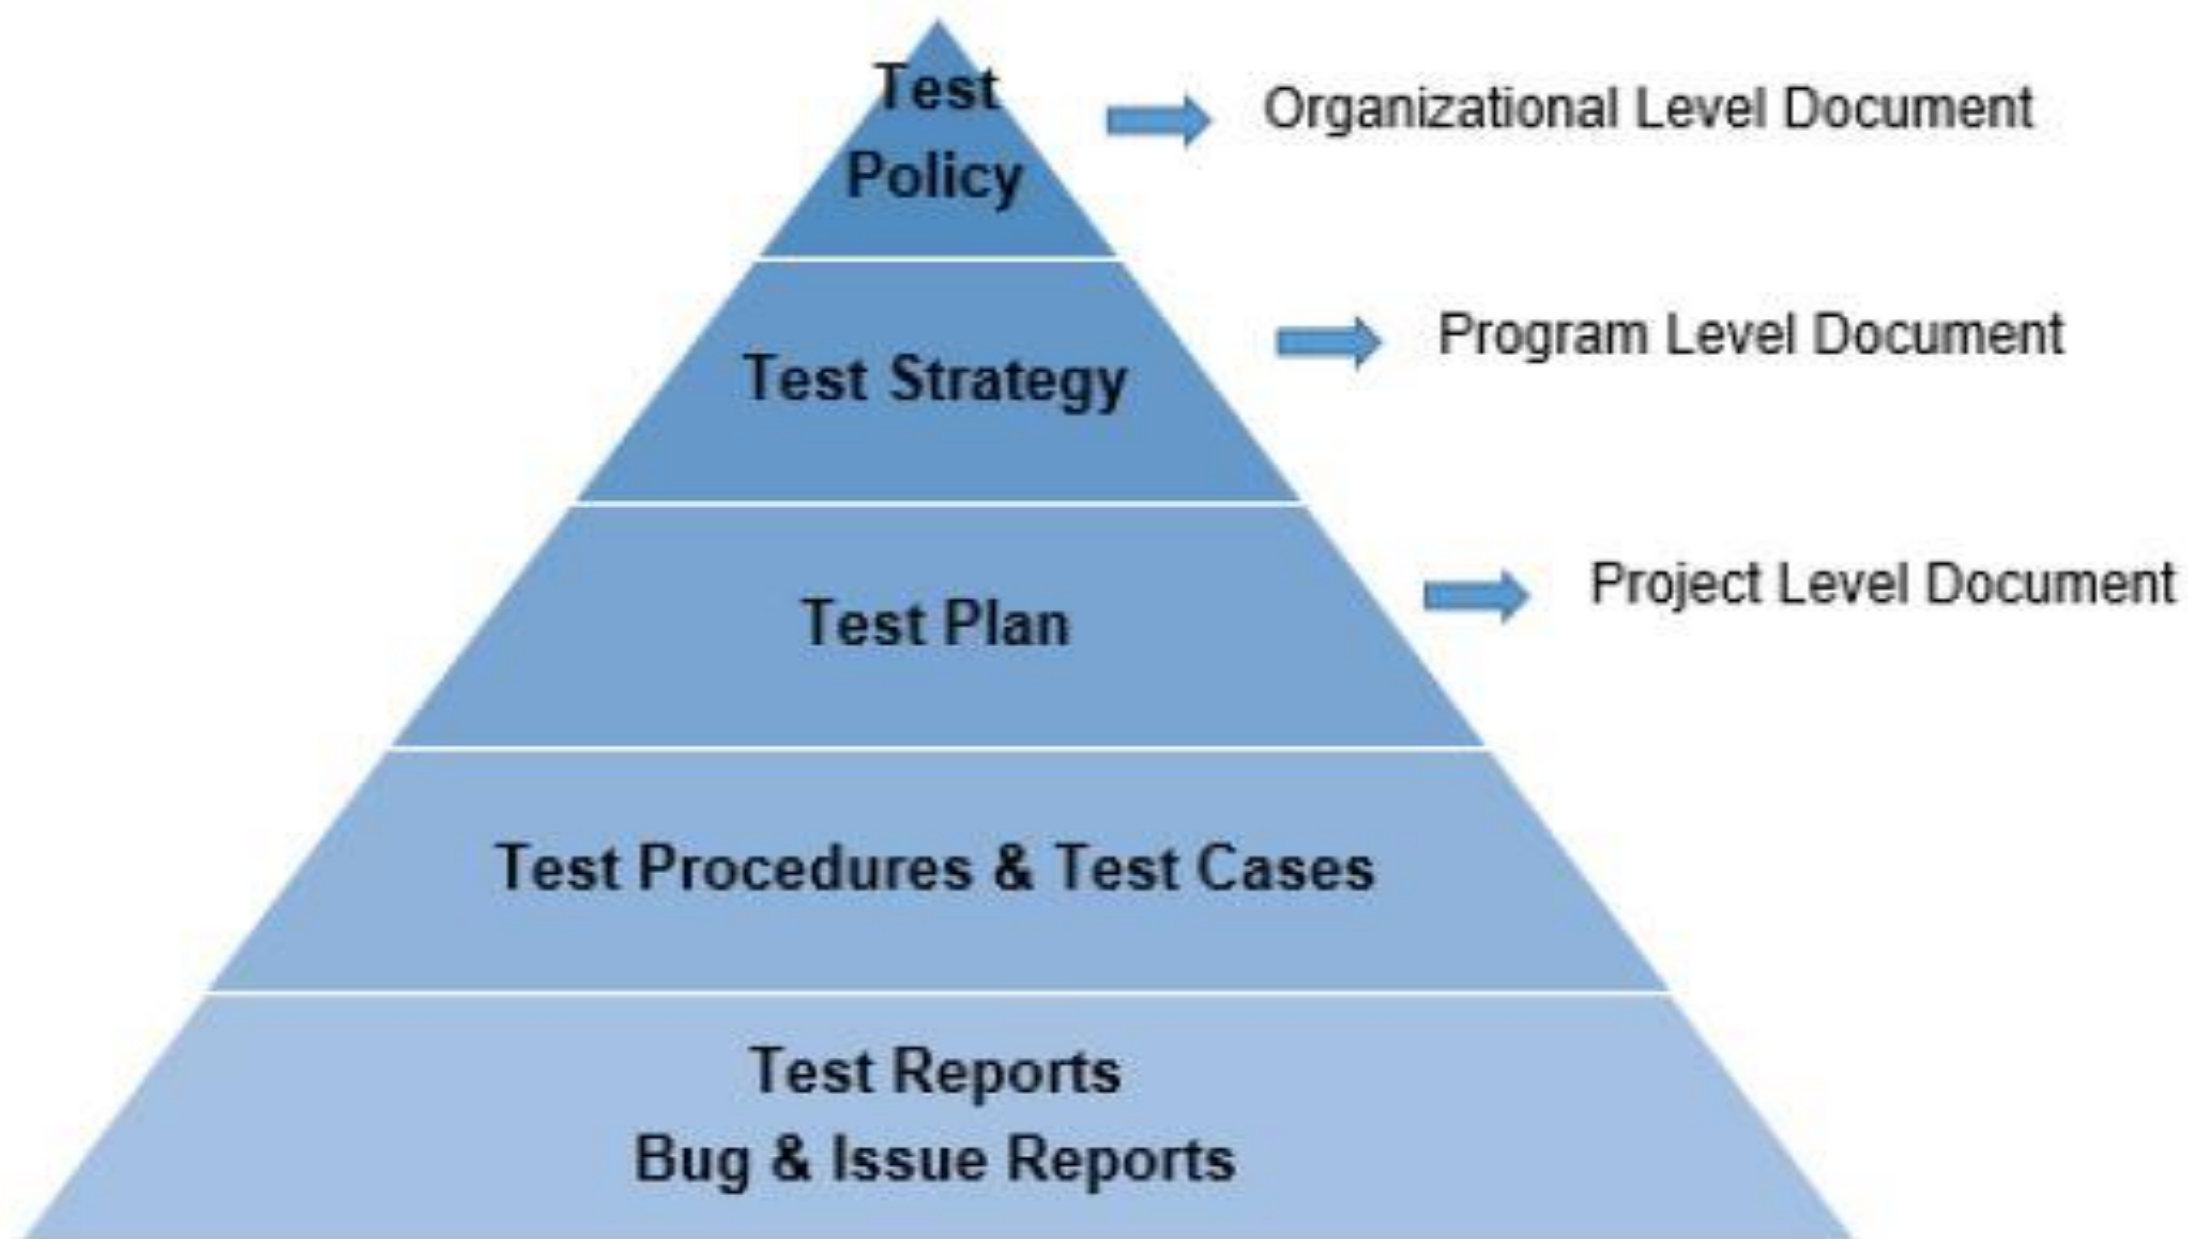 Test
Policy
Organizational Level Document
Test Strategy
Program Level Document
Test Plan
Project Level Document
Test Procedures & Test Cases
Test Reports
Bug & Issue Reports